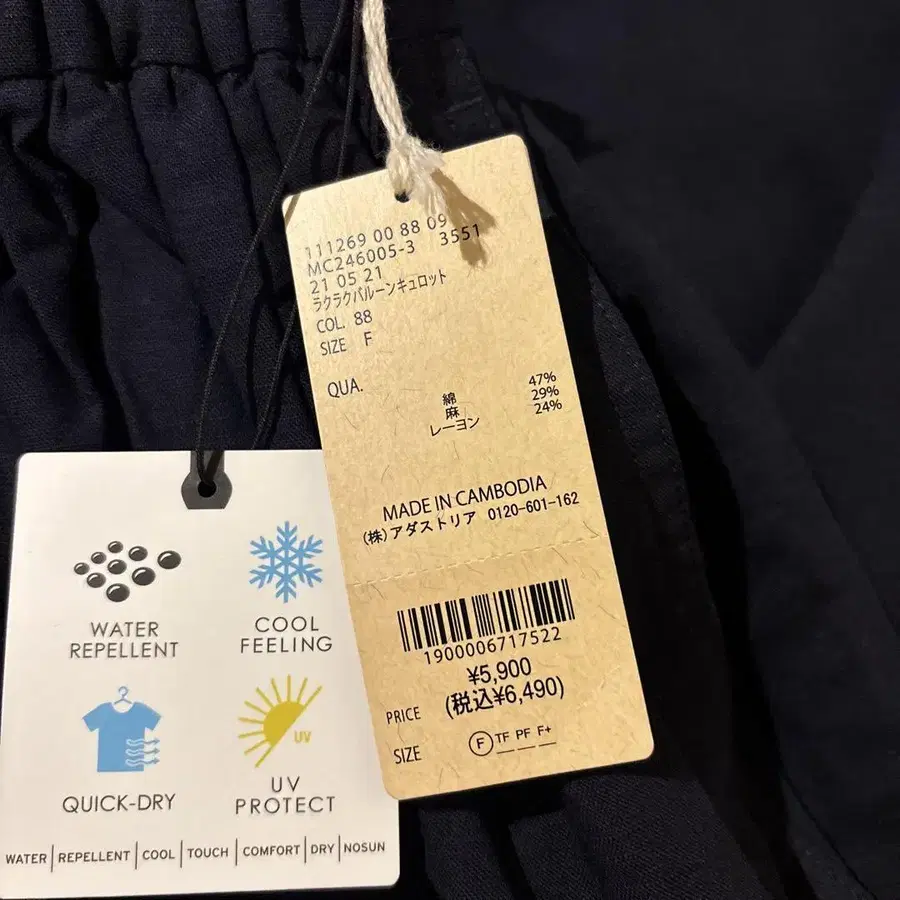 111269 00 88 09
MC246005-3 3551
21 05 21
ラクラクバルーンキュロット
COL. 88
SIZE F
QUA.
綿 47%
麻 29%
レーヨン 24%
MADE IN CAMBODIA
(株)アダストリア 0120-601-162
1900006717522
¥5,900
PRICE (税込¥6,490)
SIZE F TF PF F+
WATER
REPELLENT
COOL
FEELING
QUICK-DRY
UV
UV
PROTECT
WATER REPELLENT COOL TOUCH COMFORT DRY NOSUN